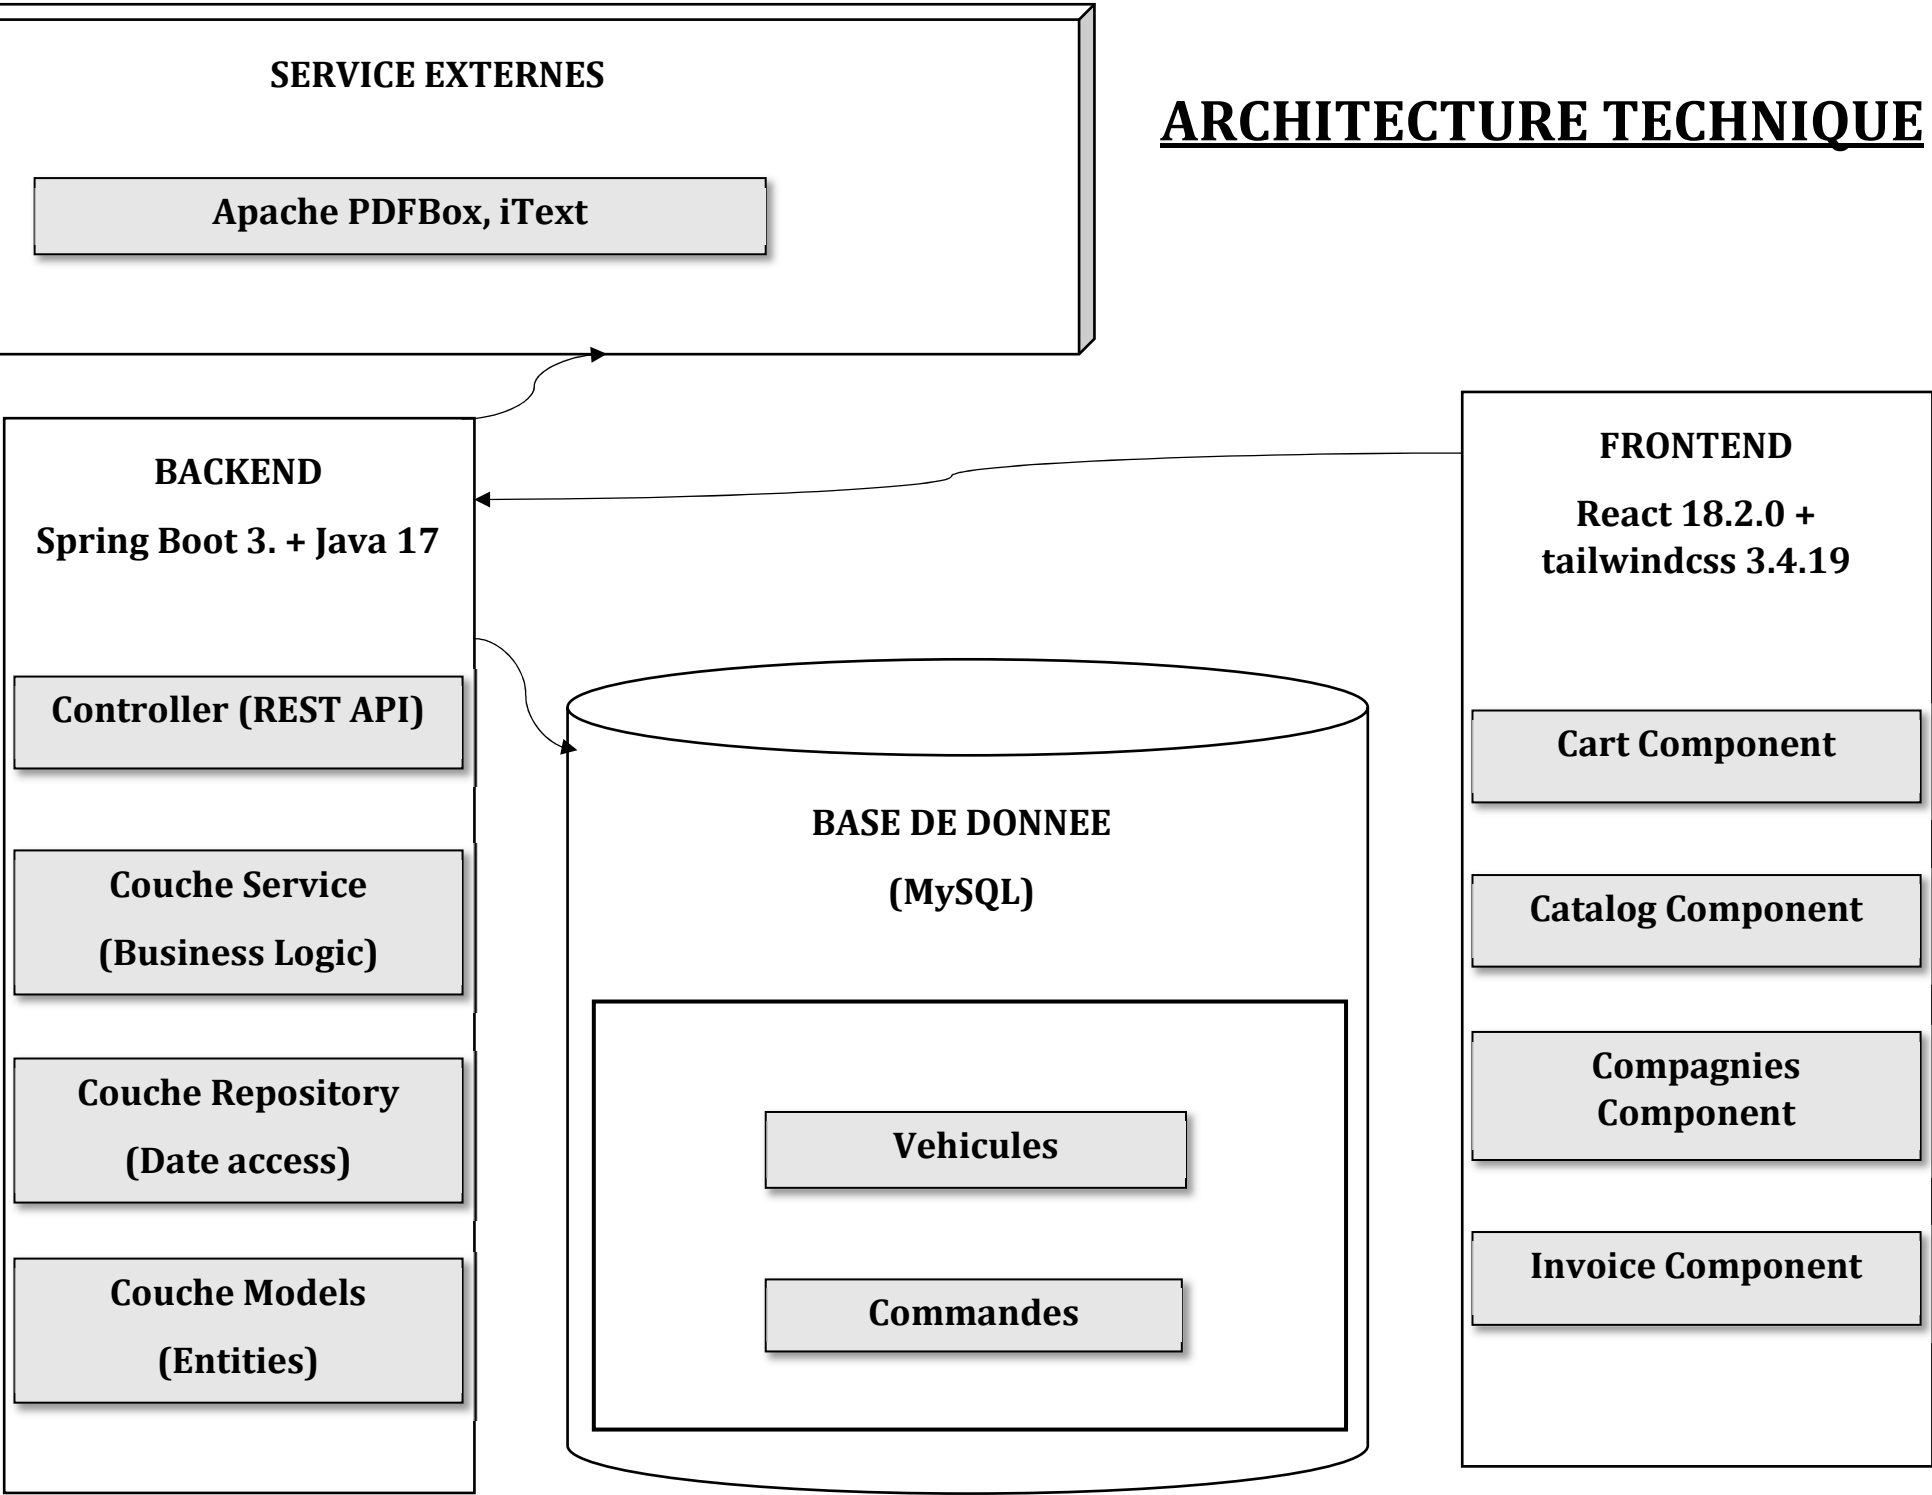 SERVICE EXTERNES
ARCHITECTURE TECHNIQUE
Apache PDFBox, iText
BACKEND
Spring Boot 3. + Java 17
Controller (REST API)
Couche Service
(Business Logic)
Couche Repository
(Date access)
Couche Models
(Entities)
BASE DE DONNEE
(MySQL)
Vehicules
Commandes
FRONTEND
React 18.2.0 +
tailwindcss 3.4.19
Cart Component
Catalog Component
Compagnies
Component
Invoice Component